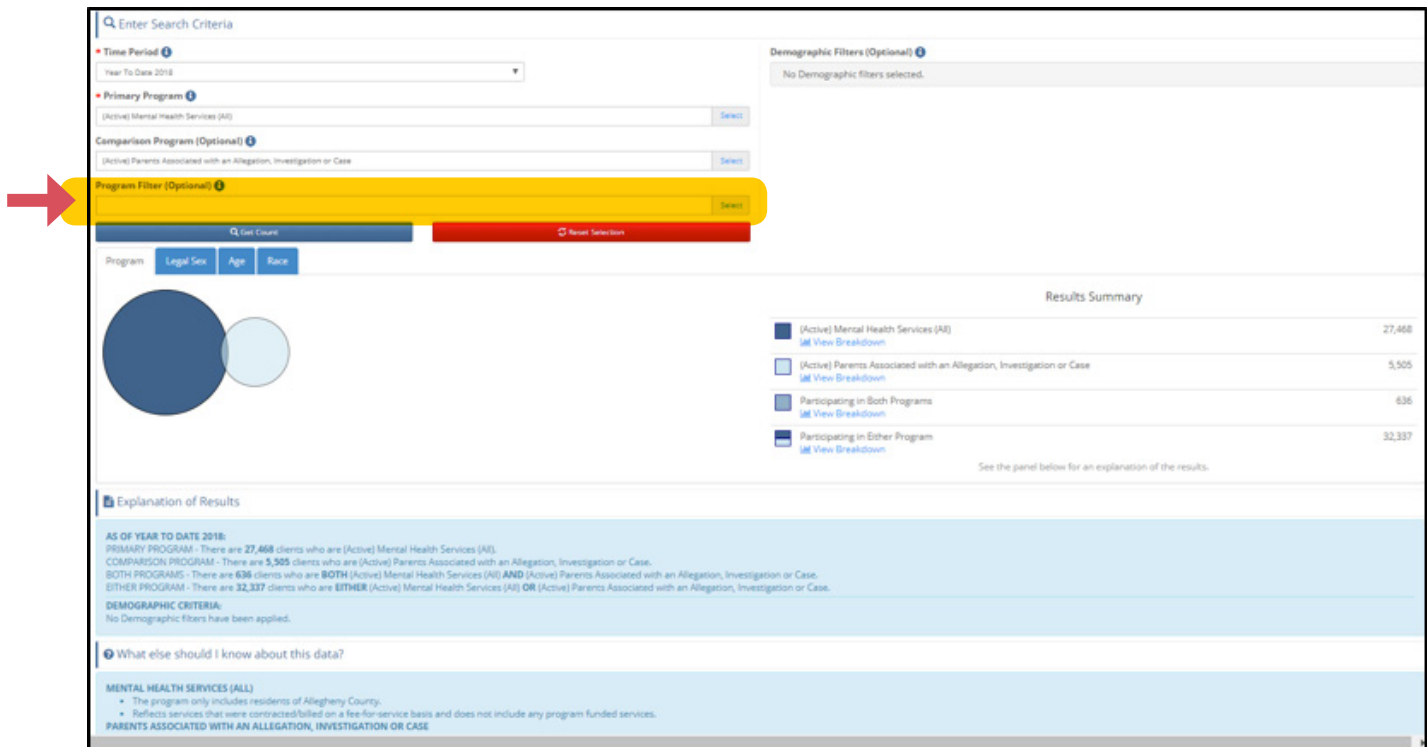 Enter Search Criteria
* Time Period
Year To Date 2018
* Primary Program
(Active) Mental Health Services (All)
Select
Comparison Program (Optional)
(Active) Parents Associated with an Allegation, Investigation or Case
Select
Program Filter (Optional)
Select
Get Count
Reset Selection
Demographic Filters (Optional)
No Demographic filters selected.
Program
Legal Sex
Age
Race
Results Summary
(Active) Mental Health Services (All) 27,468
View Breakdown
(Active) Parents Associated with an Allegation, Investigation or Case 5,505
View Breakdown
Participating in Both Programs 636
View Breakdown
Participating in Either Program 32,337
View Breakdown
See the panel below for an explanation of the results.
Explanation of Results
AS OF YEAR TO DATE 2018:
PRIMARY PROGRAM - There are 27,468 clients who are (Active) Mental Health Services (All).
COMPARISON PROGRAM - There are 5,505 clients who are (Active) Parents Associated with an Allegation, Investigation or Case.
BOTH PROGRAMS - There are 636 clients who are BOTH (Active) Mental Health Services (All) AND (Active) Parents Associated with an Allegation, Investigation or Case.
EITHER PROGRAM - There are 32,337 clients who are EITHER (Active) Mental Health Services (All) OR (Active) Parents Associated with an Allegation, Investigation or Case.
DEMOGRAPHIC CRITERIA:
No Demographic filters have been applied.
What else should I know about this data?
MENTAL HEALTH SERVICES (ALL)
• The program only includes residents of Allegheny County.
• Reflects services that were contracted/billed on a fee-for-service basis and does not include any program funded services.
PARENTS ASSOCIATED WITH AN ALLEGATION, INVESTIGATION OR CASE